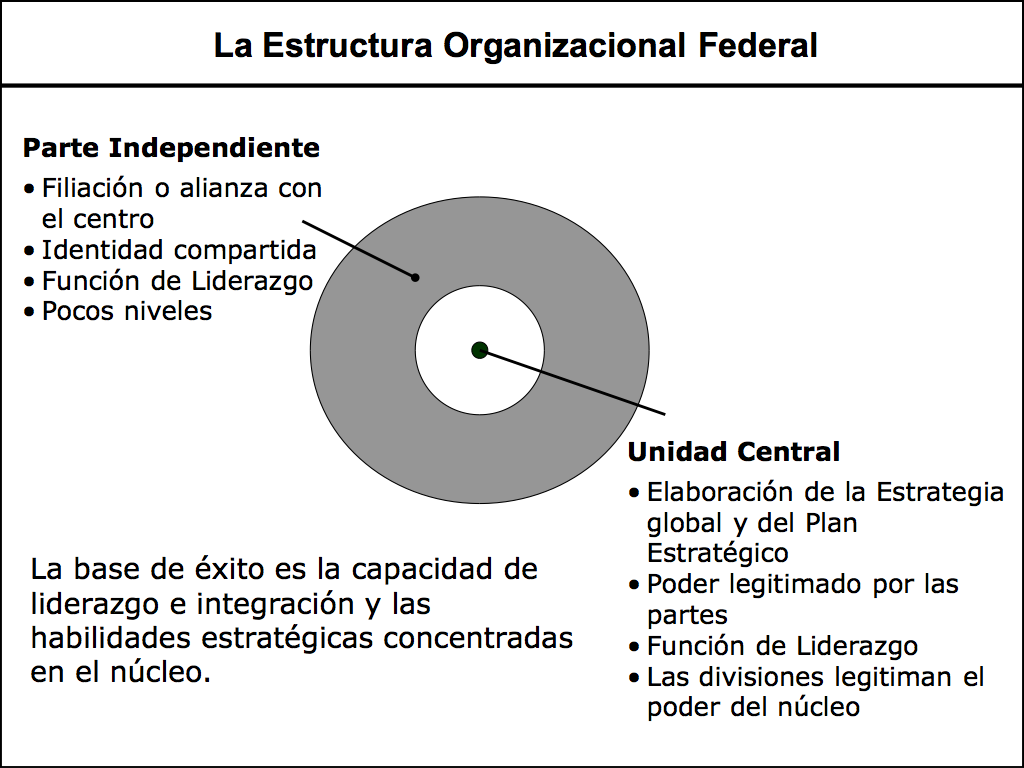 La Estructura Organizacional Federal
Parte Independiente
• Filiación o alianza con
el centro
• Identidad compartida
• Función de Liderazgo
• Pocos niveles
Unidad Central
• Elaboración de la Estrategia
global y del Plan
Estratégico
• Poder legitimado por las
partes
• Función de Liderazgo
• Las divisiones legitiman el
poder del núcleo
La base de éxito es la capacidad de
liderazgo e integración y las
habilidades estratégicas concentradas
en el núcleo.